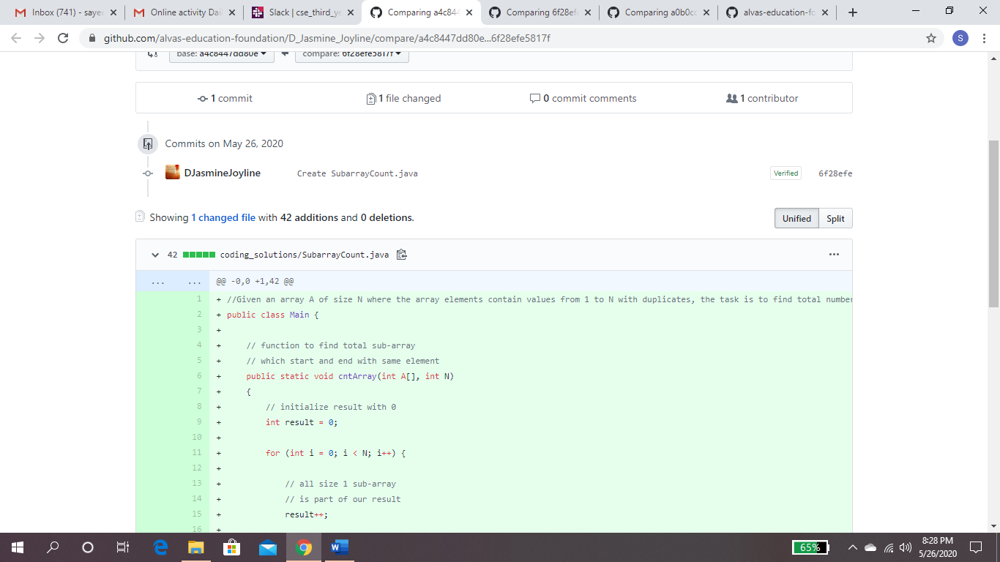 Inbox (741) - sayee
Online activity Dai
Slack | cse_third_ye
Comparing a4c844
Comparing 6f28ef
Comparing a0b0cc
alvas-education-fo
github.com/alvas-education-foundation/D_Jasmine_Joyline/compare/a4c8447dd80e...6f28efe5817f
S
base: a4c8447dd80e compare: 6f28efe5817f
1 commit
1 file changed
0 commit comments
1 contributor
Commits on May 26, 2020
DJasmineJoyline Create SubarrayCount.java Verified 6f28efe
Showing 1 changed file with 42 additions and 0 deletions.
Unified Split
42 coding_solutions/SubarrayCount.java
... ... @@ -0,0 +1,42 @@
1 + //Given an array A of size N where the array elements contain values from 1 to N with duplicates, the task is to find total number
2 + public class Main {
3 +
4 + // function to find total sub-array
5 + // which start and end with same element
6 + public static void cntArray(int A[], int N)
7 + {
8 + // initialize result with 0
9 + int result = 0;
10 +
11 + for (int i = 0; i < N; i++) {
12 +
13 + // all size 1 sub-array
14 + // is part of our result
15 + result++;
16 +
65%
8:28 PM
5/26/2020